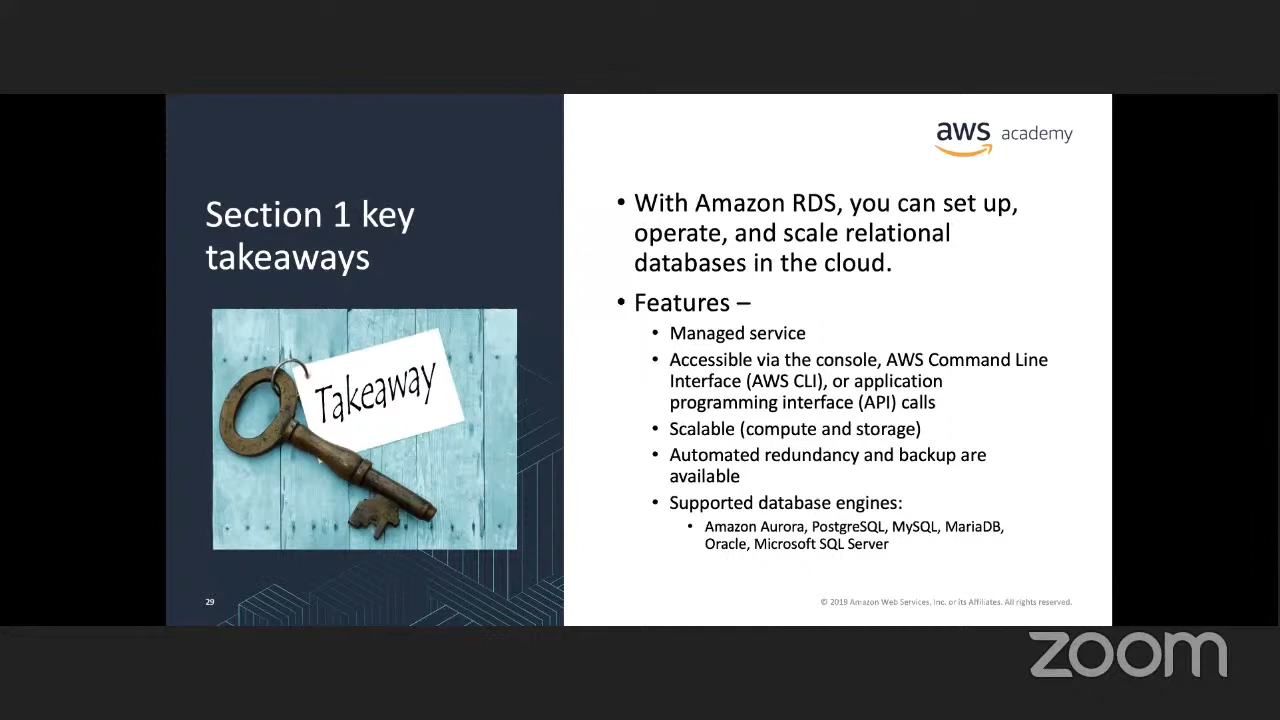 aws academy
Section 1 key
takeaways
Takeaway
• With Amazon RDS, you can set up,
operate, and scale relational
databases in the cloud.
• Features –
• Managed service
• Accessible via the console, AWS Command Line
Interface (AWS CLI), or application
programming interface (API) calls
• Scalable (compute and storage)
• Automated redundancy and backup are
available
• Supported database engines:
• Amazon Aurora, PostgreSQL, MySQL, MariaDB,
Oracle, Microsoft SQL Server
29
© 2019 Amazon Web Services, Inc. or its Affiliates. All rights reserved.
zoom